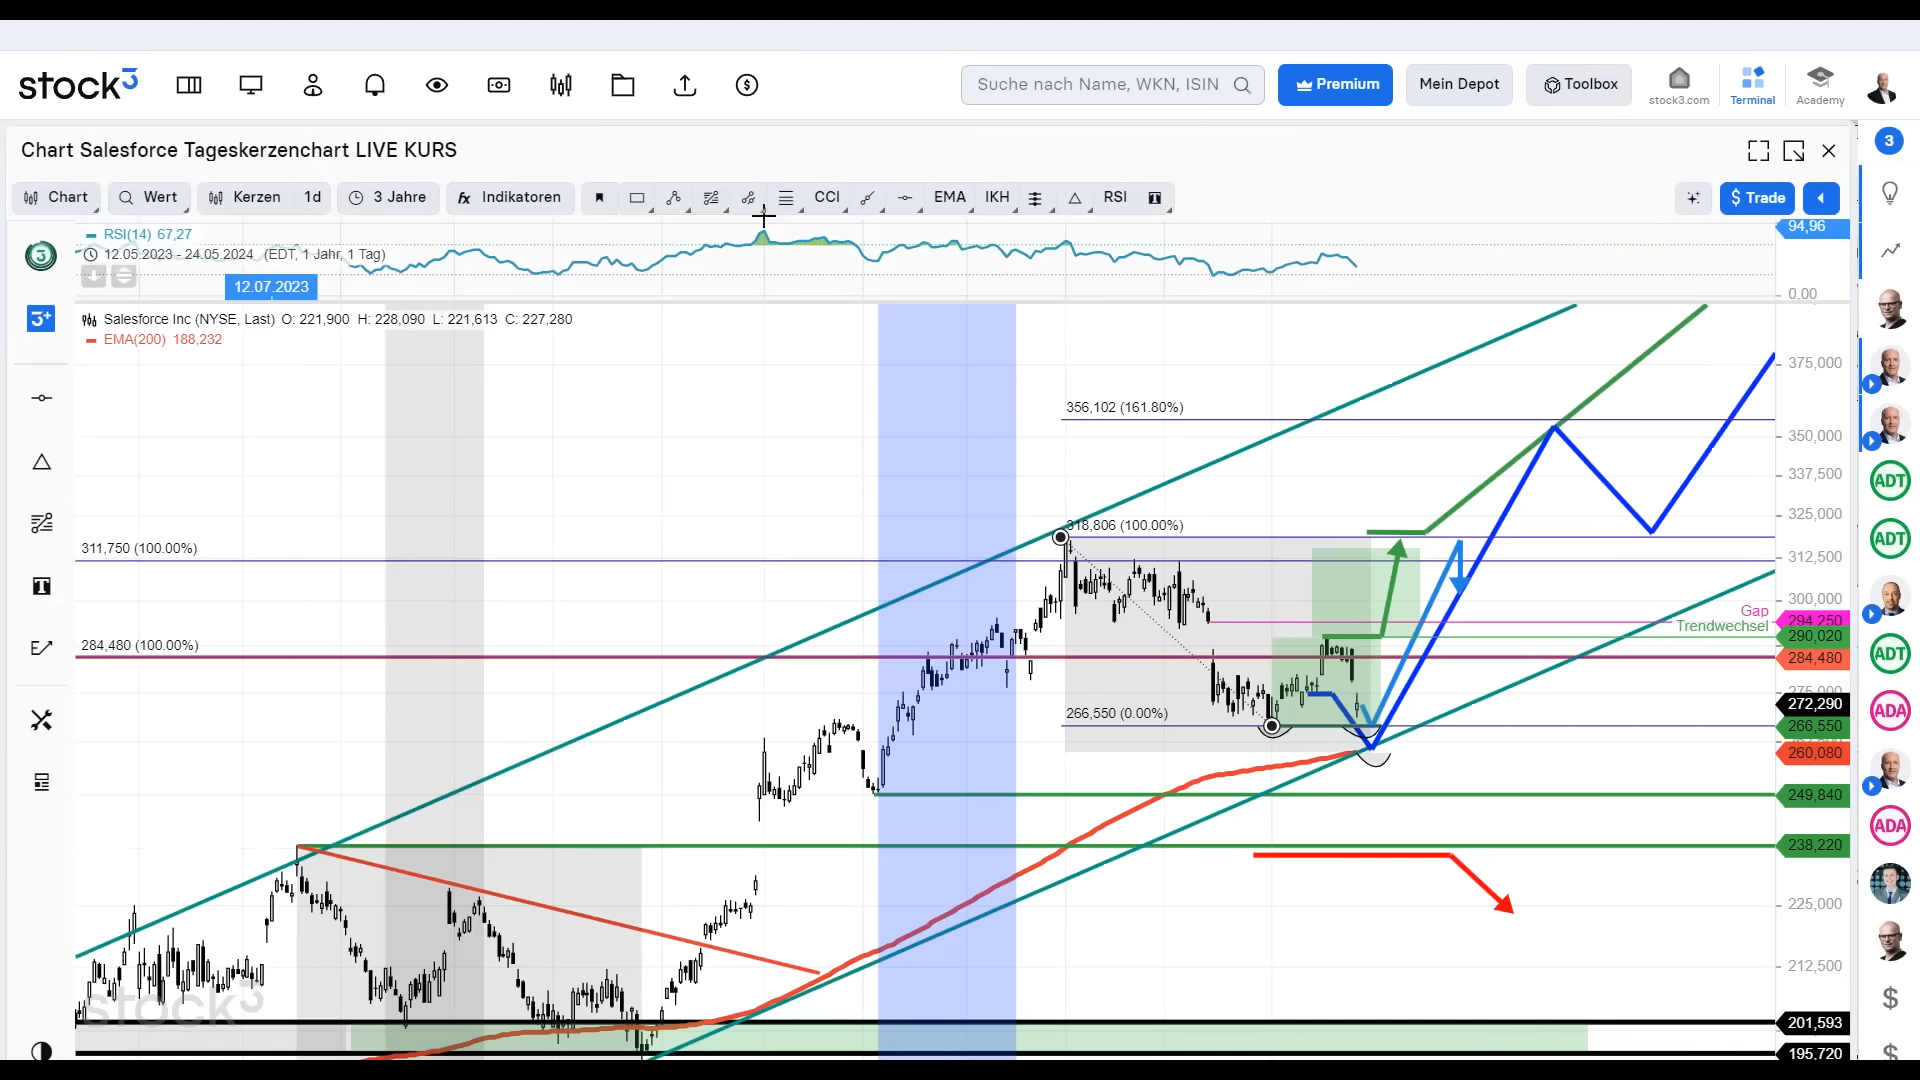 stock3
Suche nach Name, WKN, ISIN
Premium
Mein Depot
Toolbox
stock3.com
Terminal
Academy
Chart Salesforce Tageskerzenchart LIVE KURS
3
Chart
Wert
Kerzen
1d
3 Jahre
fx Indikatoren
CCI
EMA
IKH
RSI
$ Trade
RSI(14) 67,27
12.05.2023 - 24.05.2024 (EDT, 1 Jahr, 1 Tag)
12.07.2023
94,96
0.00
3+
Salesforce Inc (NYSE, Last) O: 221,900 H: 228,090 L: 221,613 C: 227,280
EMA(200) 188,232
375,000
356,102 (161.80%)
350,000
337,500
325,000
318,806 (100.00%)
312,500
311,750 (100.00%)
300,000
Gap
294,250
Trendwechsel
290,020
284,480 (100.00%)
284,480
275,000
272,290
266,550 (0.00%)
266,550
260,080
249,840
238,220
225,000
212,500
201,593
195,720
stock3
ADT
ADT
ADT
ADA
ADA
$
$